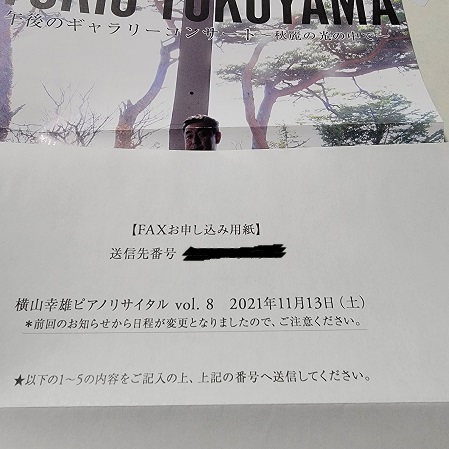 YUKIO YOKOYAMA
午後のギャラリーコンサート－秋麗の光の中で－
【FAXお申し込み用紙】
送信先番号
横山幸雄ピアノリサイタル vol. 8 2021年11月13日（土）
＊前回のお知らせから日程が変更となりましたので、ご注意ください。
★以下の1～5の内容をご記入の上、上記の番号へ送信してください。